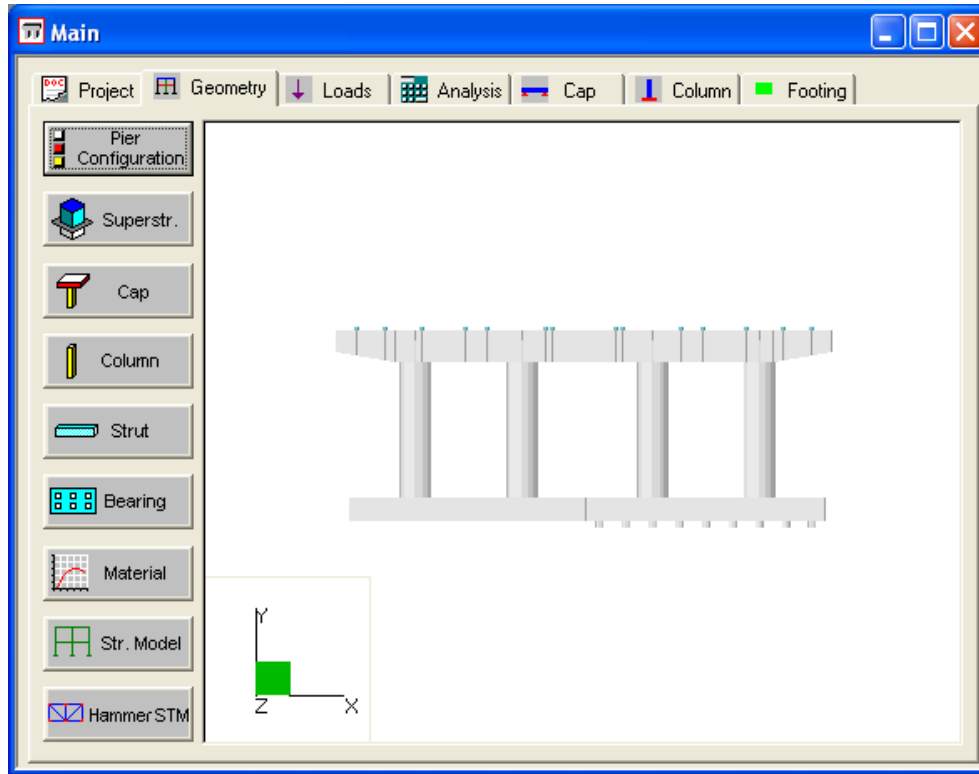 Main
DOC Project Geometry Loads Analysis Cap Column Footing
Pier
Configuration
Superstr.
Cap
Column
Strut
Bearing
Material
Str. Model
Hammer STM
Y
Z X